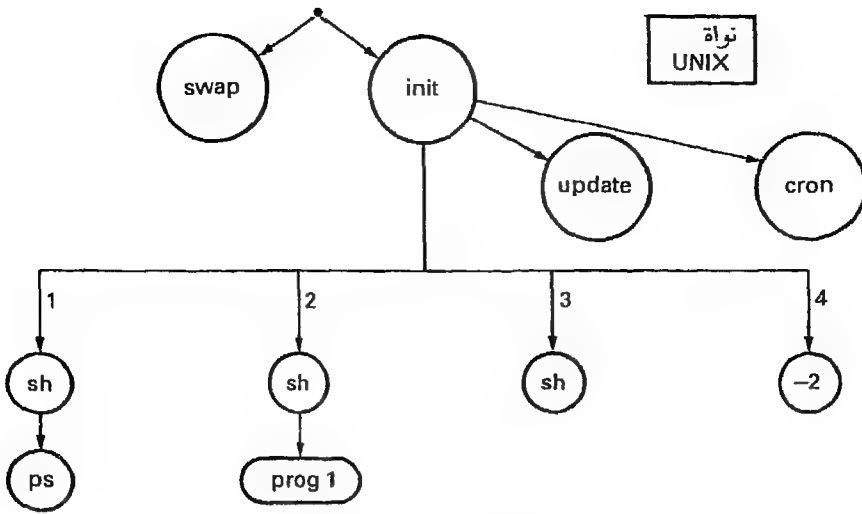 نواة
UNIX
swap
init
update
cron
1
2
3
4
sh
sh
sh
–2
ps
prog 1